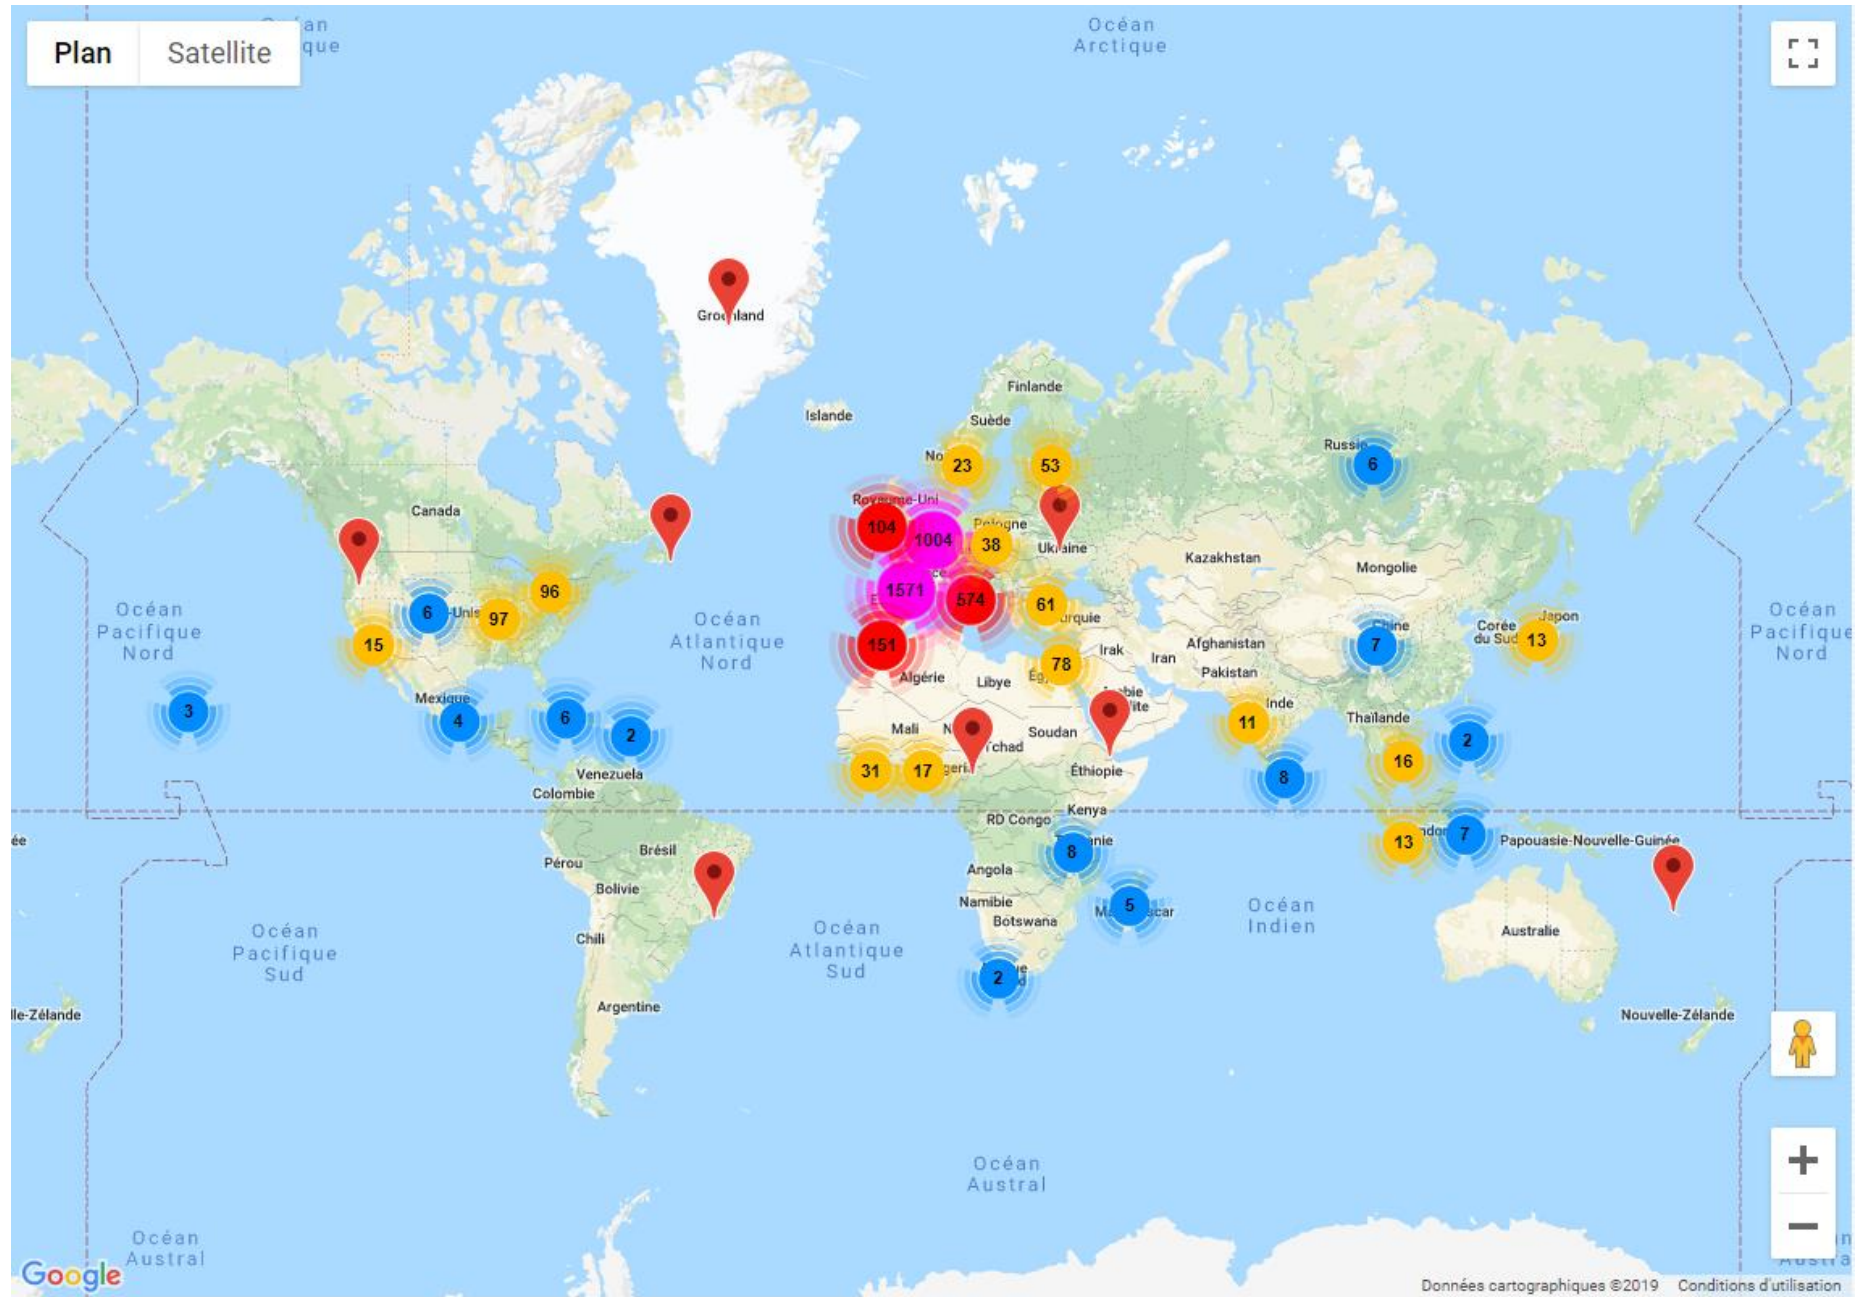 Plan
Satellite
Océan
Arctique
Groenland
Finlande
Islande
Suède
Russie
Royaume-Uni
Canada
Pologne
Ukraine
Kazakhstan
Mongolie
23
53
6
104
1004
38
1571
574
61
151
78
96
97
6
15
7
13
Océan
Pacifique
Nord
Océan
Atlantique
Nord
Océan
Pacifique
Nord
Japon
Corée
du Sud
Chine
Afghanistan
Irak
Iran
Pakistan
Algérie
Libye
Mexique
Inde
Thaïlande
Mali
Soudan
Tchad
3
4
6
2
11
2
31
17
16
8
Éthiopie
Venezuela
Colombie
Kenya
RD Congo
Papouasie-Nouvelle-Guinée
13
7
8
5
2
Brésil
Pérou
Angola
Bolivie
Namibie
Botswana
Chili
Australie
Argentine
Océan
Indien
Océan
Pacifique
Sud
Océan
Atlantique
Sud
lle-Zélande
Nouvelle-Zélande
Océan
Austral
Océan
Austral
Google
Données cartographiques ©2019
Conditions d'utilisation